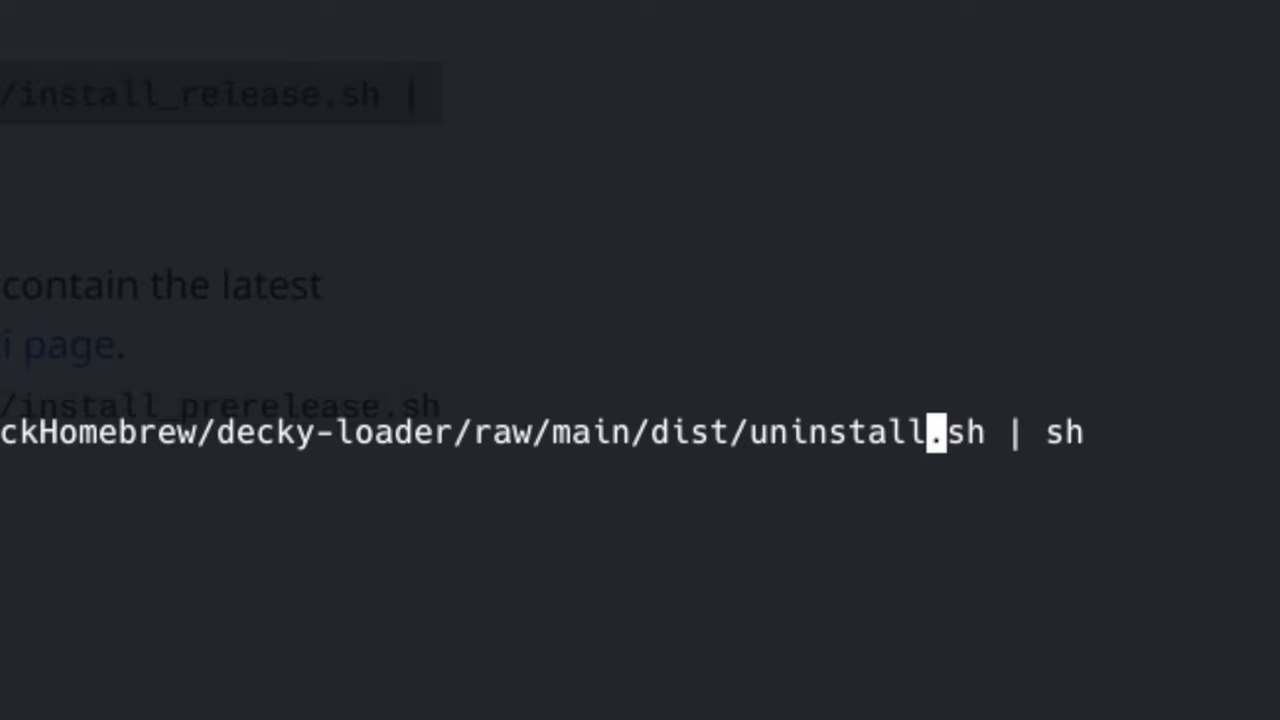 /install_release.sh |
contain the latest
i page.
/install_prerelease.sh
ckHomebrew/decky-loader/raw/main/dist/uninstall.sh | sh